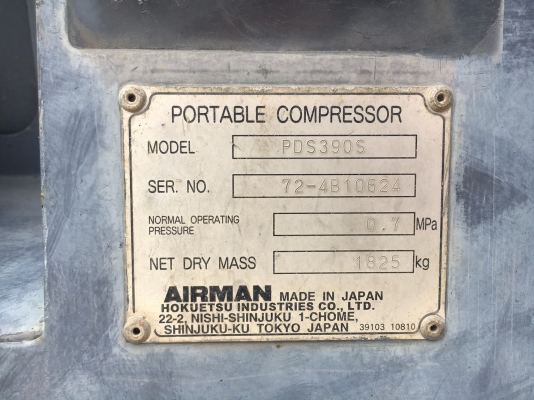 PORTABLE COMPRESSOR
MODEL PDS390S
SER. NO. 72-4B10624
NORMAL OPERATING PRESSURE 0.7 MPa
NET DRY MASS 1825 kg
AIRMAN MADE IN JAPAN
HOKUETSU INDUSTRIES CO., LTD.
22-2, NISHI-SHINJUKU 1-CHOME,
SHINJUKU-KU TOKYO JAPAN 39103 10810